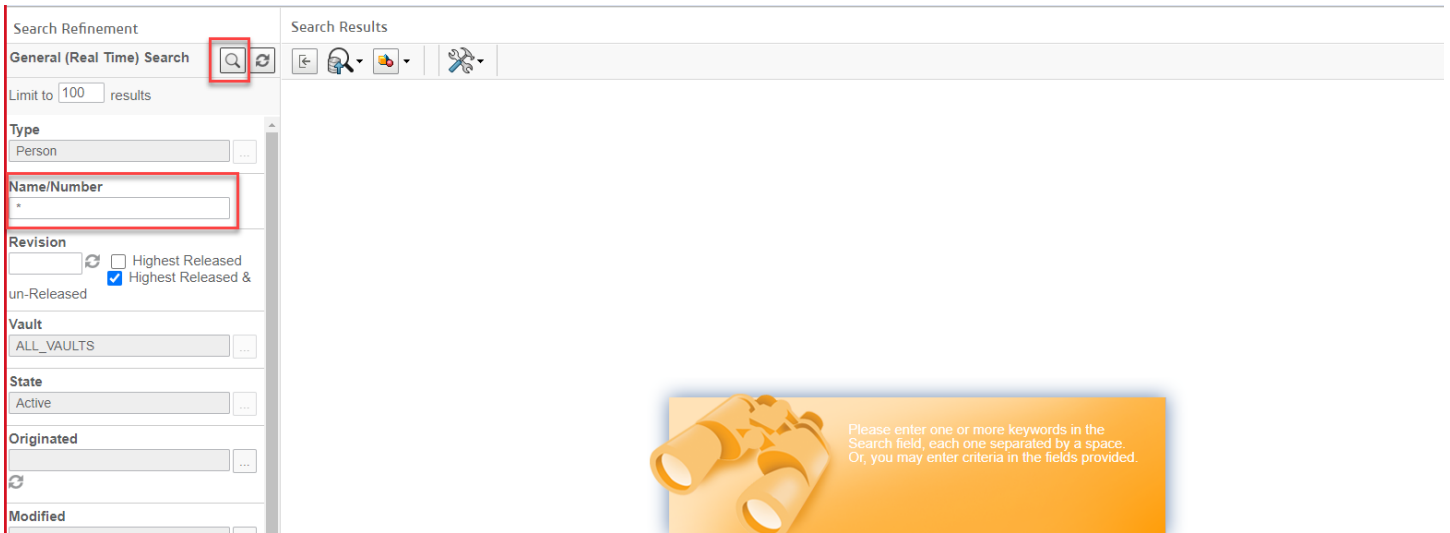 Search Refinement
Search Results
General (Real Time) Search
Limit to 100 results
Type
Person
...
Name/Number
*
Revision
Highest Released
Highest Released &
un-Released
Vault
ALL_VAULTS
...
State
Active
...
Originated
...
Modified
Please enter one or more keywords in the
Search field, each one separated by a space.
Or, you may enter criteria in the fields provided.